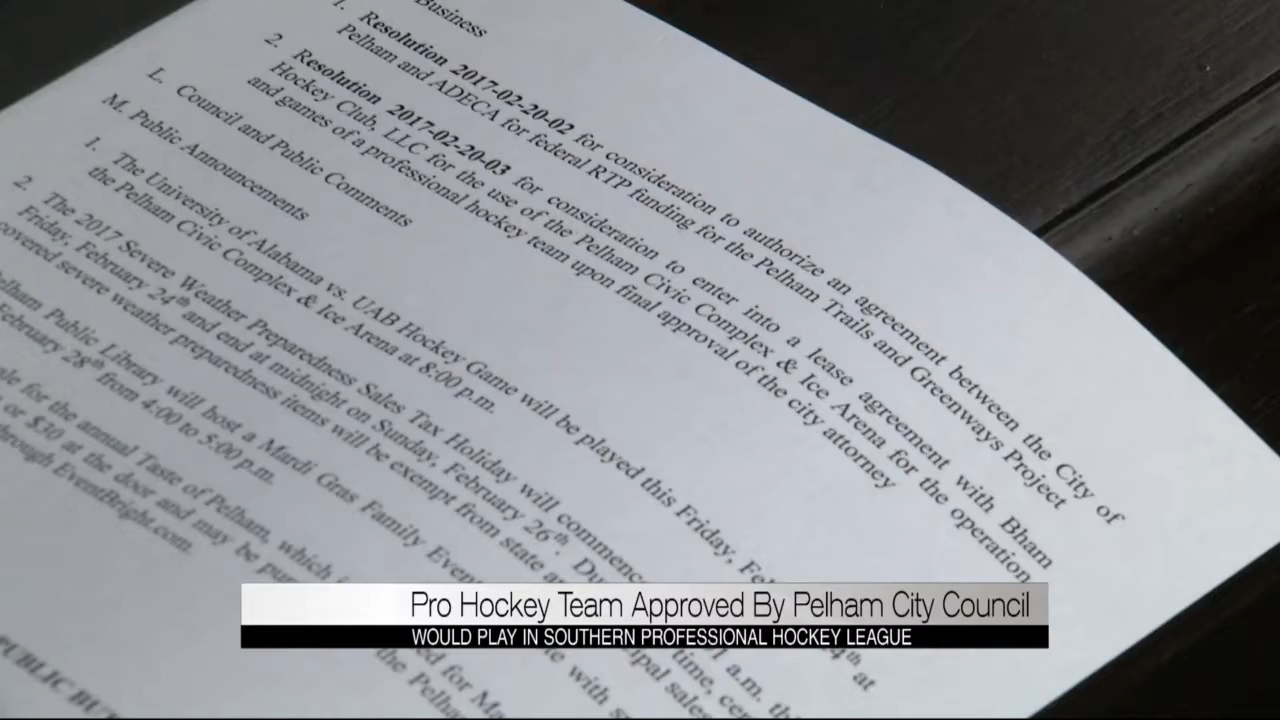 Business
1. Resolution 2017-02-20-02 for consideration to authorize an agreement between the City of
Pelham and ADECA for federal RTP funding for the Pelham Trails and Greenways Project
2. Resolution 2017-02-20-03 for consideration to enter into a lease agreement with Bham
Hockey Club, LLC for the use of the Pelham Civic Complex & Ice Arena for the operation
and games of a professional hockey team upon final approval of the city attorney
L. Council and Public Comments
M. Public Announcements
1. The University of Alabama vs. UAB Hockey Game will be played this Friday, at
the Pelham Civic Complex & Ice Arena at 8:00 p.m.
2. The 2017 Severe Weather Preparedness Sales Tax Holiday will commence 1 a.m.
Friday, February 24th and end at midnight on Sunday, February 26th. time,
covered severe weather preparedness items will be exempt from state sales
Public Library will host a Mardi Gras Family Event
February 28th from 4:00 to 5:00 p.m.
for the annual Taste of Pelham, which
or $30 at the door and may be
through EventBright.com.
the
Pro Hockey Team Approved By Pelham City Council
WOULD PLAY IN SOUTHERN PROFESSIONAL HOCKEY LEAGUE